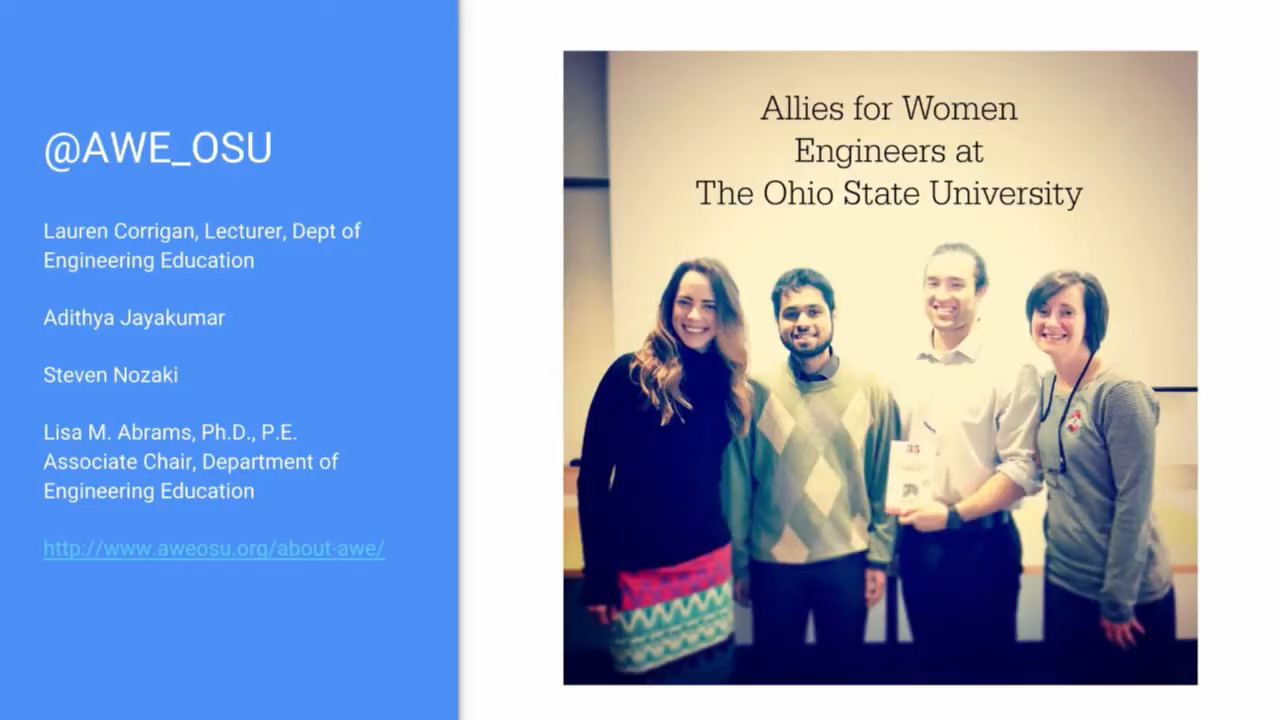 @AWE_OSU
Lauren Corrigan, Lecturer, Dept of
Engineering Education
Adithya Jayakumar
Steven Nozaki
Lisa M. Abrams, Ph.D., P.E.
Associate Chair, Department of
Engineering Education
http://www.aweosu.org/about-awe/
Allies for Women
Engineers at
The Ohio State University
35